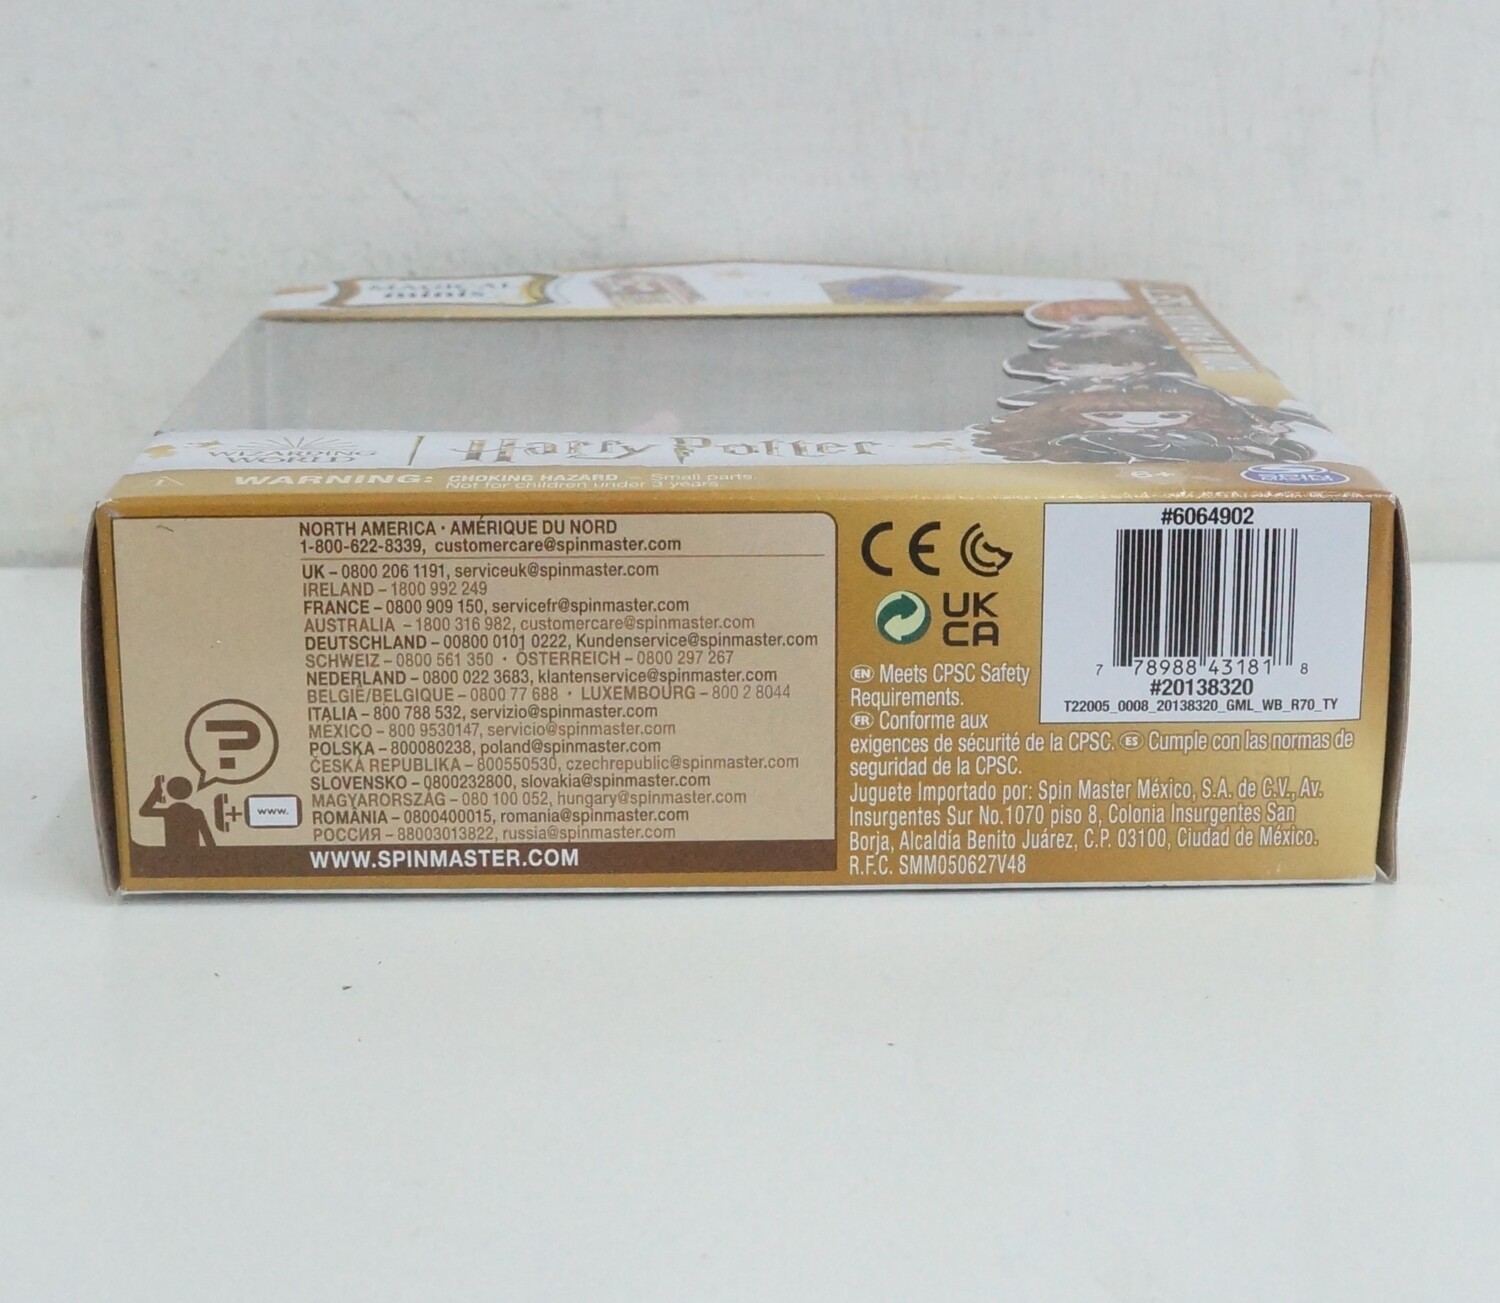 MAGICAL
minis
WIZARDING
WORLD
Harry Potter
WARNING: CHOKING HAZARD – Small parts.
Not for children under 3 years.
6+
NORTH AMERICA · AMÉRIQUE DU NORD
1-800-622-8339, customercare@spinmaster.com
UK – 0800 206 1191, serviceuk@spinmaster.com
IRELAND – 1800 992 249
FRANCE – 0800 909 150, servicefr@spinmaster.com
AUSTRALIA – 1800 316 982, customercare@spinmaster.com
DEUTSCHLAND – 00800 0101 0222, Kundenservice@spinmaster.com
SCHWEIZ – 0800 561 350 · ÖSTERREICH – 0800 297 267
NEDERLAND – 0800 022 3683, klantenservice@spinmaster.com
BELGIË/BELGIQUE – 0800 77 688 · LUXEMBOURG – 800 2 8044
ITALIA – 800 788 532, servizio@spinmaster.com
MÉXICO – 800 9530147, servicio@spinmaster.com
POLSKA – 800080238, poland@spinmaster.com
ČESKÁ REPUBLIKA – 800550530, czechrepublic@spinmaster.com
SLOVENSKO – 0800232800, slovakia@spinmaster.com
MAGYARORSZÁG – 080 100 052, hungary@spinmaster.com
ROMÂNIA – 0800400015, romania@spinmaster.com
РОССИЯ – 88003013822, russia@spinmaster.com
?
www.
WWW.SPINMASTER.COM
CE
UK
CA
EN Meets CPSC Safety
Requirements.
FR Conforme aux
exigences de sécurité de la CPSC. ES Cumple con las normas de
seguridad de la CPSC.
Juguete Importado por: Spin Master México, S.A. de C.V., Av.
Insurgentes Sur No.1070 piso 8, Colonia Insurgentes San
Borja, Alcaldía Benito Juárez, C.P. 03100, Ciudad de México.
R.F.C. SMM050627V48
#6064902
7 78988 43181 8
#20138320
T22005_0008_20138320_GML_WB_R70_TY